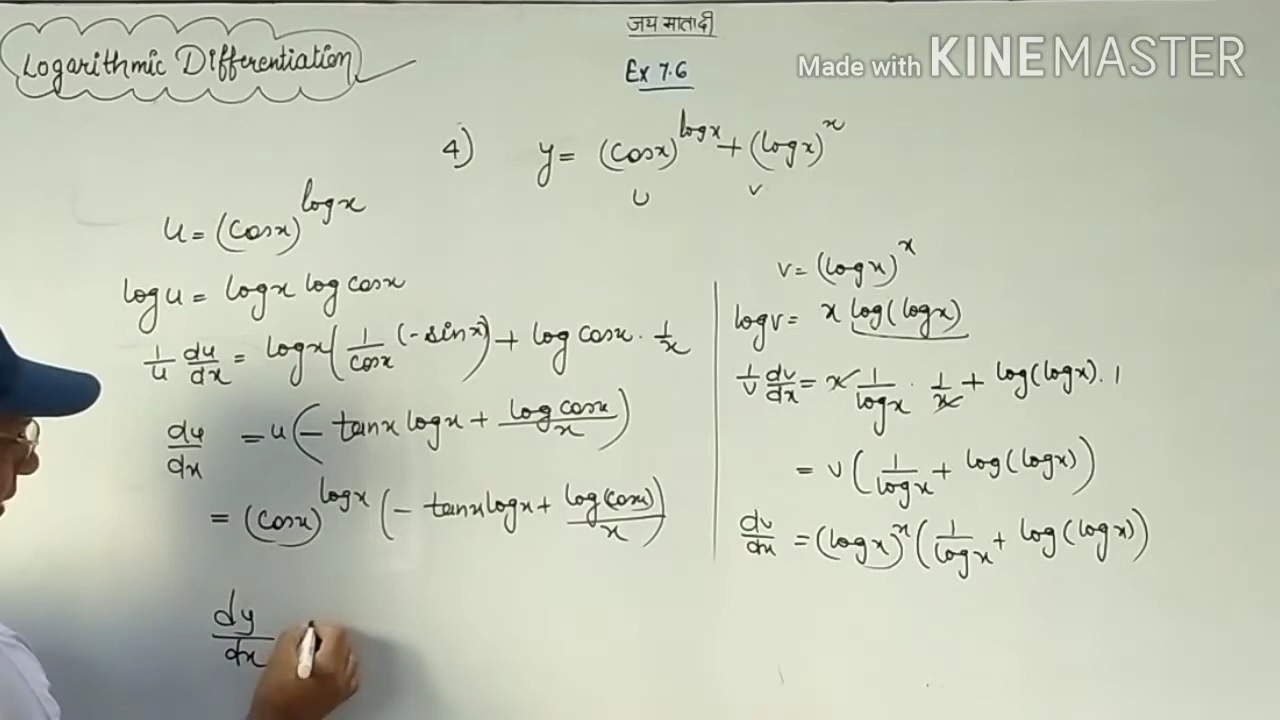 जय माता दी
Made with KINEMASTER
Logarithmic Differentiation
Ex 7.6
4) y = (cosx)^logx + (logx)^x
u v
u = (cosx)^logx
logu = logx log cosx
1/u du/dx = logx(1/cosx (-sinx)) + log cosx . 1/x
du/dx = u(- tanx logx + log cosx/x)
= (cosx)^logx (- tanx logx + log(cosx)/x)
v = (logx)^x
logv = x log(logx)
1/v dv/dx = x 1/logx . 1/x + log(logx) . 1
= v(1/logx + log(logx))
dv/dx = (logx)^x (1/logx + log(logx))
dy/dx